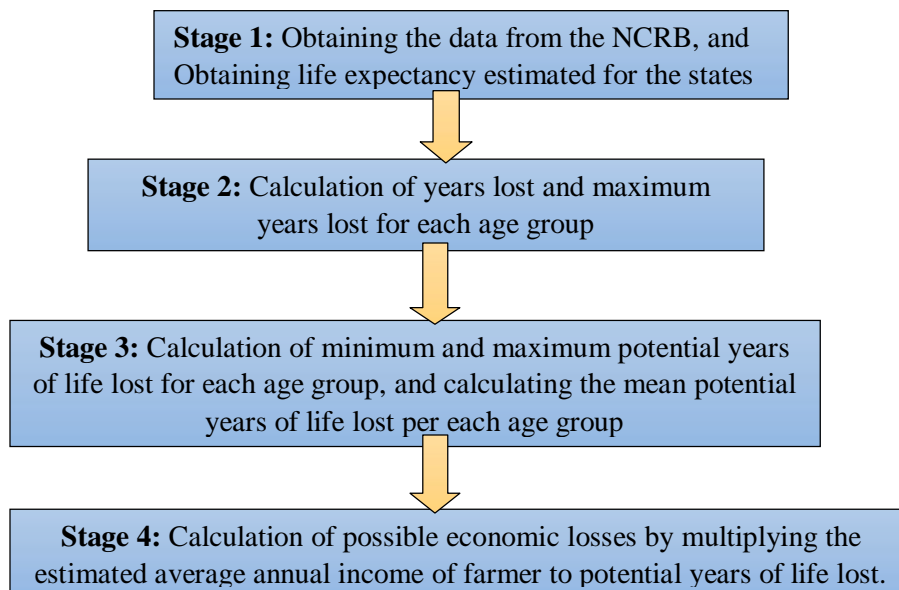 Stage 1: Obtaining the data from the NCRB, and
Obtaining life expectancy estimated for the states
Stage 2: Calculation of years lost and maximum
years lost for each age group
Stage 3: Calculation of minimum and maximum potential years
of life lost for each age group, and calculating the mean potential
years of life lost per each age group
Stage 4: Calculation of possible economic losses by multiplying the
estimated average annual income of farmer to potential years of life lost.